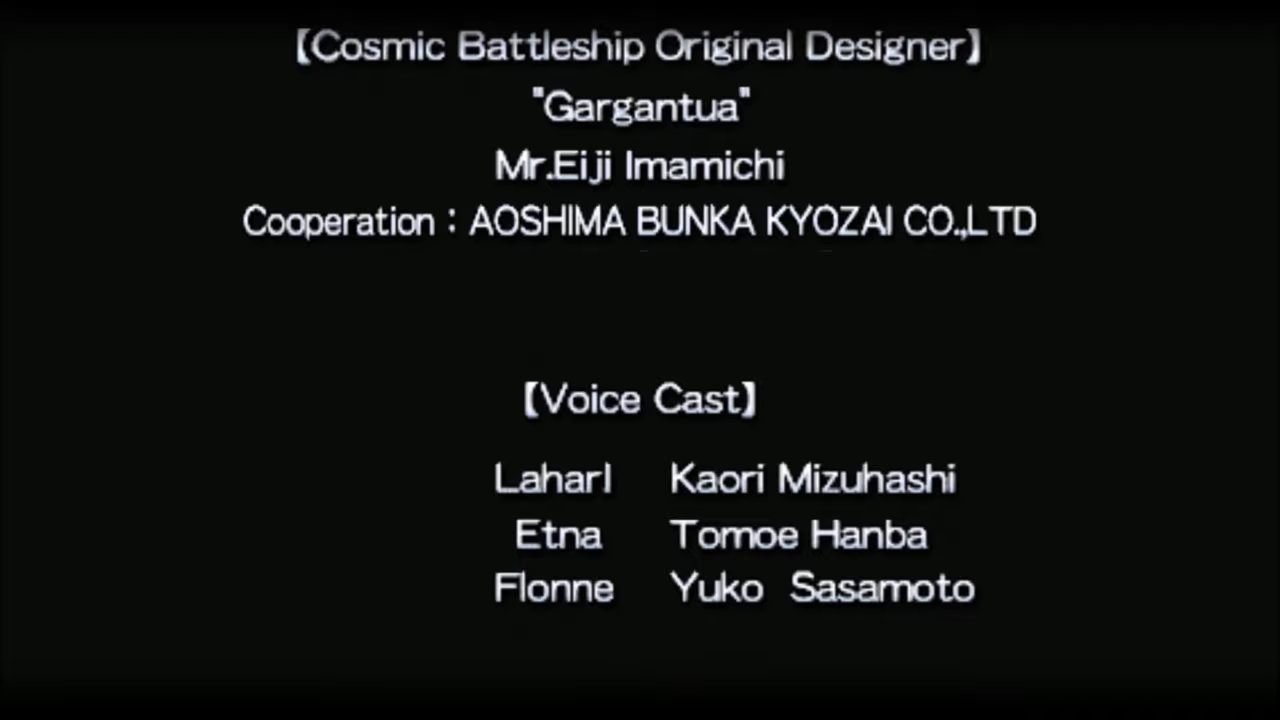 【Cosmic Battleship Original Designer】
"Gargantua"
Mr.Eiji Imamichi
Cooperation : AOSHIMA BUNKA KYOZAI CO.,LTD
【Voice Cast】
Laharl Kaori Mizuhashi
Etna Tomoe Hanba
Flonne Yuko Sasamoto